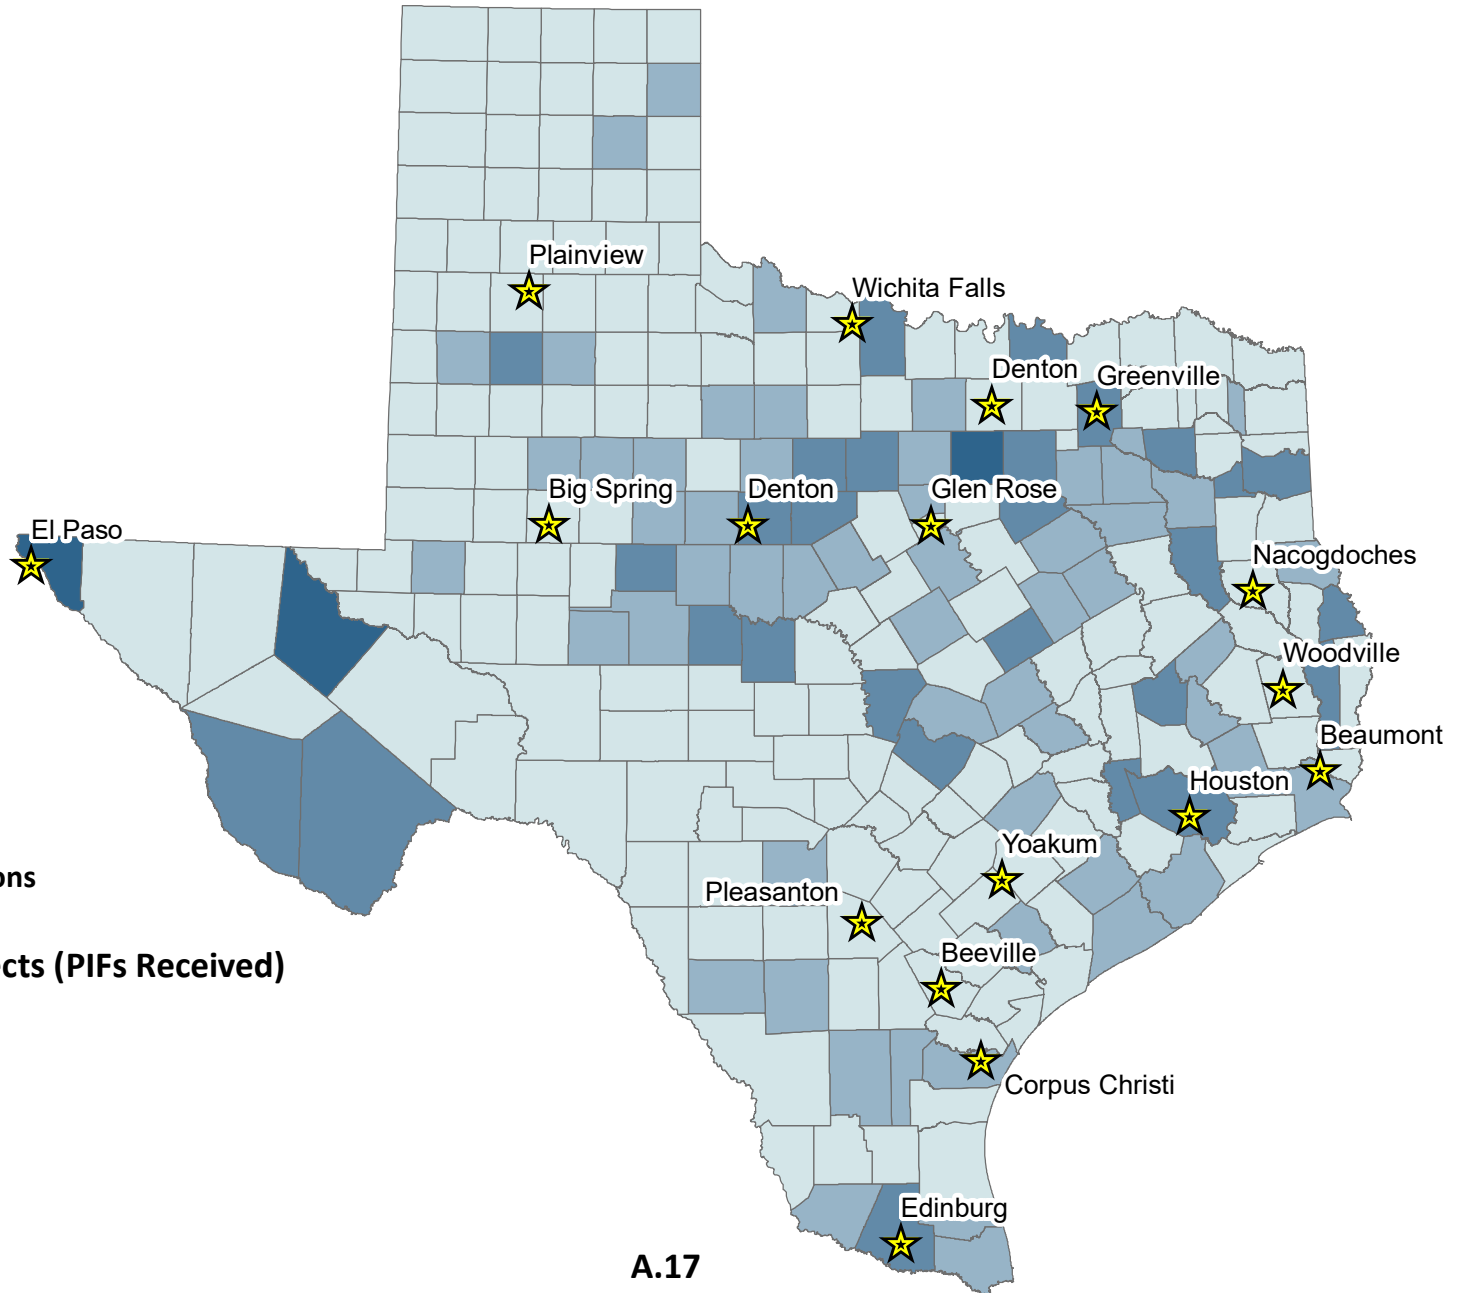 Plainview
Wichita Falls
Denton
Greenville
Big Spring
Denton
Glen Rose
El Paso
Nacogdoches
Woodville
Beaumont
Houston
Yoakum
ons
Pleasanton
Beeville
ects (PIFs Received)
Corpus Christi
Edinburg
A.17